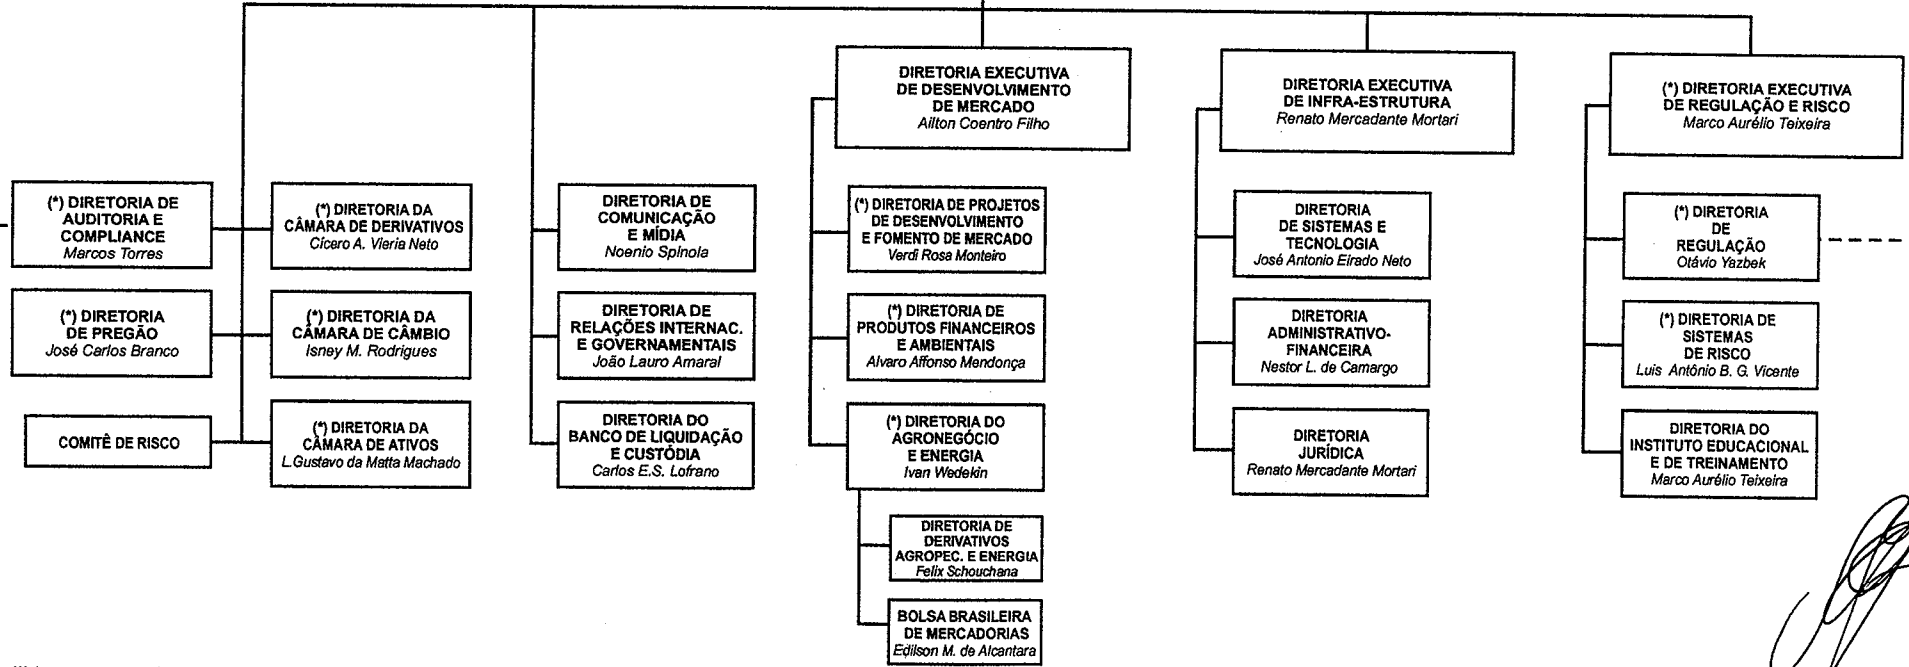 DIRETORIA EXECUTIVA
DE DESENVOLVIMENTO
DE MERCADO
Ailton Coentro Filho
DIRETORIA EXECUTIVA
DE INFRA-ESTRUTURA
Renato Mercadante Mortari
(*) DIRETORIA EXECUTIVA
DE REGULAÇÃO E RISCO
Marco Aurélio Teixeira
(*) DIRETORIA DE
AUDITORIA E
COMPLIANCE
Marcos Torres
(*) DIRETORIA DA
CÂMARA DE DERIVATIVOS
Cícero A. Vieria Neto
DIRETORIA DE
COMUNICAÇÃO
E MÍDIA
Noenio Spinola
(*) DIRETORIA DE PROJETOS
DE DESENVOLVIMENTO
E FOMENTO DE MERCADO
Verdi Rosa Monteiro
DIRETORIA
DE SISTEMAS E
TECNOLOGIA
José Antonio Eirado Neto
(*) DIRETORIA
DE
REGULAÇÃO
Otávio Yazbek
(*) DIRETORIA
DE PREGÃO
José Carlos Branco
(*) DIRETORIA DA
CÂMARA DE CÂMBIO
Isney M. Rodrigues
DIRETORIA DE
RELAÇÕES INTERNAC.
E GOVERNAMENTAIS
João Lauro Amaral
(*) DIRETORIA DE
PRODUTOS FINANCEIROS
E AMBIENTAIS
Alvaro Affonso Mendonça
DIRETORIA
ADMINISTRATIVO-
FINANCEIRA
Nestor L. de Camargo
(*) DIRETORIA DE
SISTEMAS
DE RISCO
Luis Antônio B. G. Vicente
COMITÊ DE RISCO
(*) DIRETORIA DA
CÂMARA DE ATIVOS
L.Gustavo da Matta Machado
DIRETORIA DO
BANCO DE LIQUIDAÇÃO
E CUSTÓDIA
Carlos E.S. Lofrano
(*) DIRETORIA DO
AGRONEGÓCIO
E ENERGIA
Ivan Wedekin
DIRETORIA
JURÍDICA
Renato Mercadante Mortari
DIRETORIA DO
INSTITUTO EDUCACIONAL
E DE TREINAMENTO
Marco Aurélio Teixeira
DIRETORIA DE
DERIVATIVOS
AGROPEC. E ENERGIA
Felix Schouchana
BOLSA BRASILEIRA
DE MERCADORIAS
Edilson M. de Alcantara